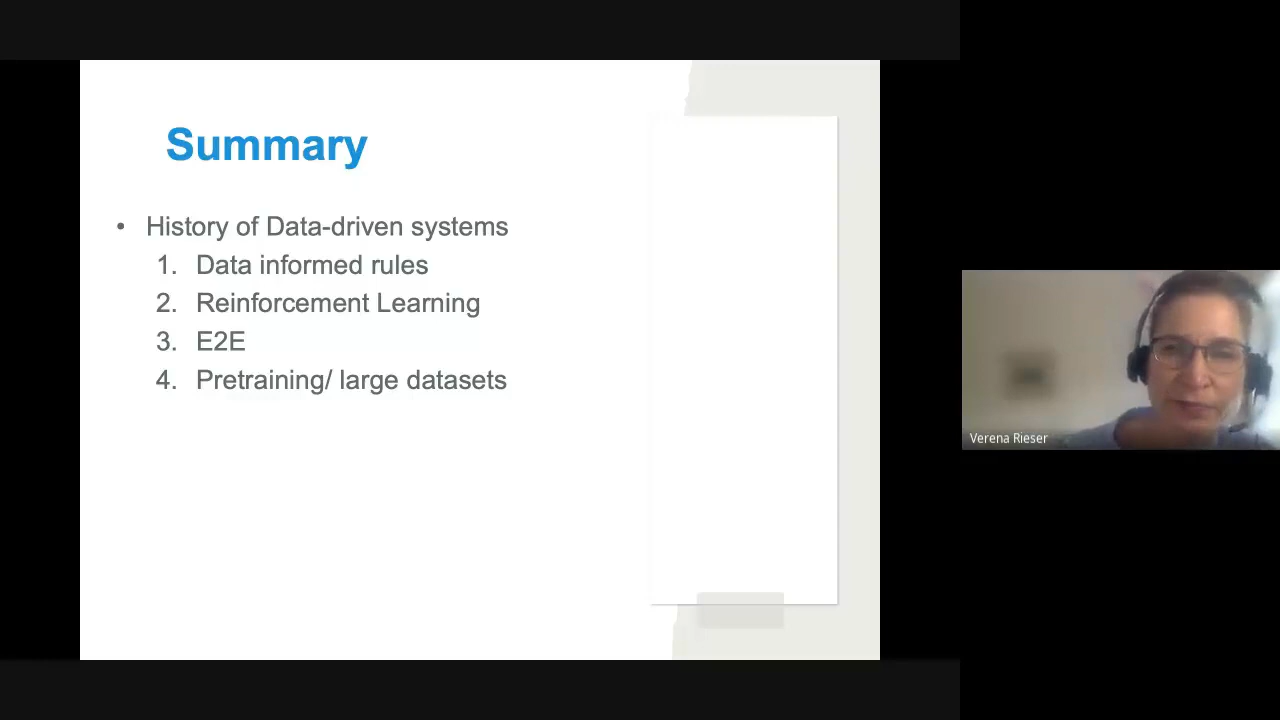 Summary
• History of Data-driven systems
1. Data informed rules
2. Reinforcement Learning
3. E2E
4. Pretraining/ large datasets
Verena Rieser